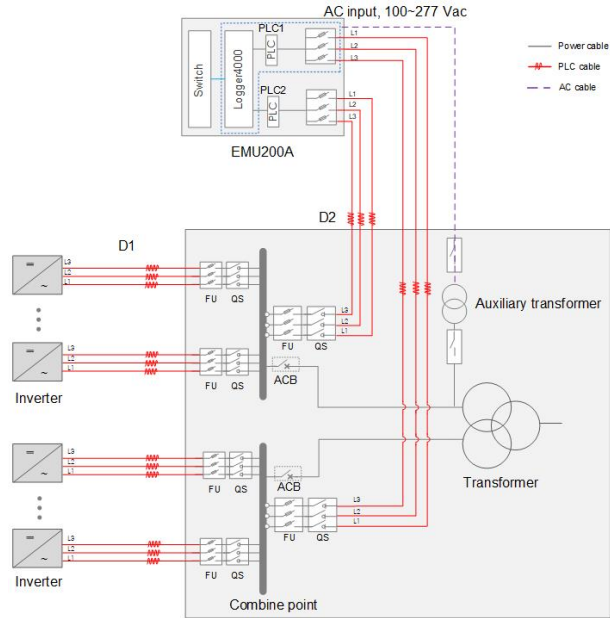 AC input, 100~277 Vac
PLC1
L1
L2
L3
Switch
Logger4000
PLC
PLC2
L1
L2
L3
PLC
EMU200A
Power cable
PLC cable
AC cable
D1
D2
L3
L2
L1
FU QS
L3
L2
L1
FU QS
Auxiliary transformer
L3
L2
L1
FU QS
ACB
Inverter
L3
L2
L1
FU QS
ACB
Transformer
L3
L2
L1
FU QS
L3
L2
L1
FU QS
Inverter
Combine point